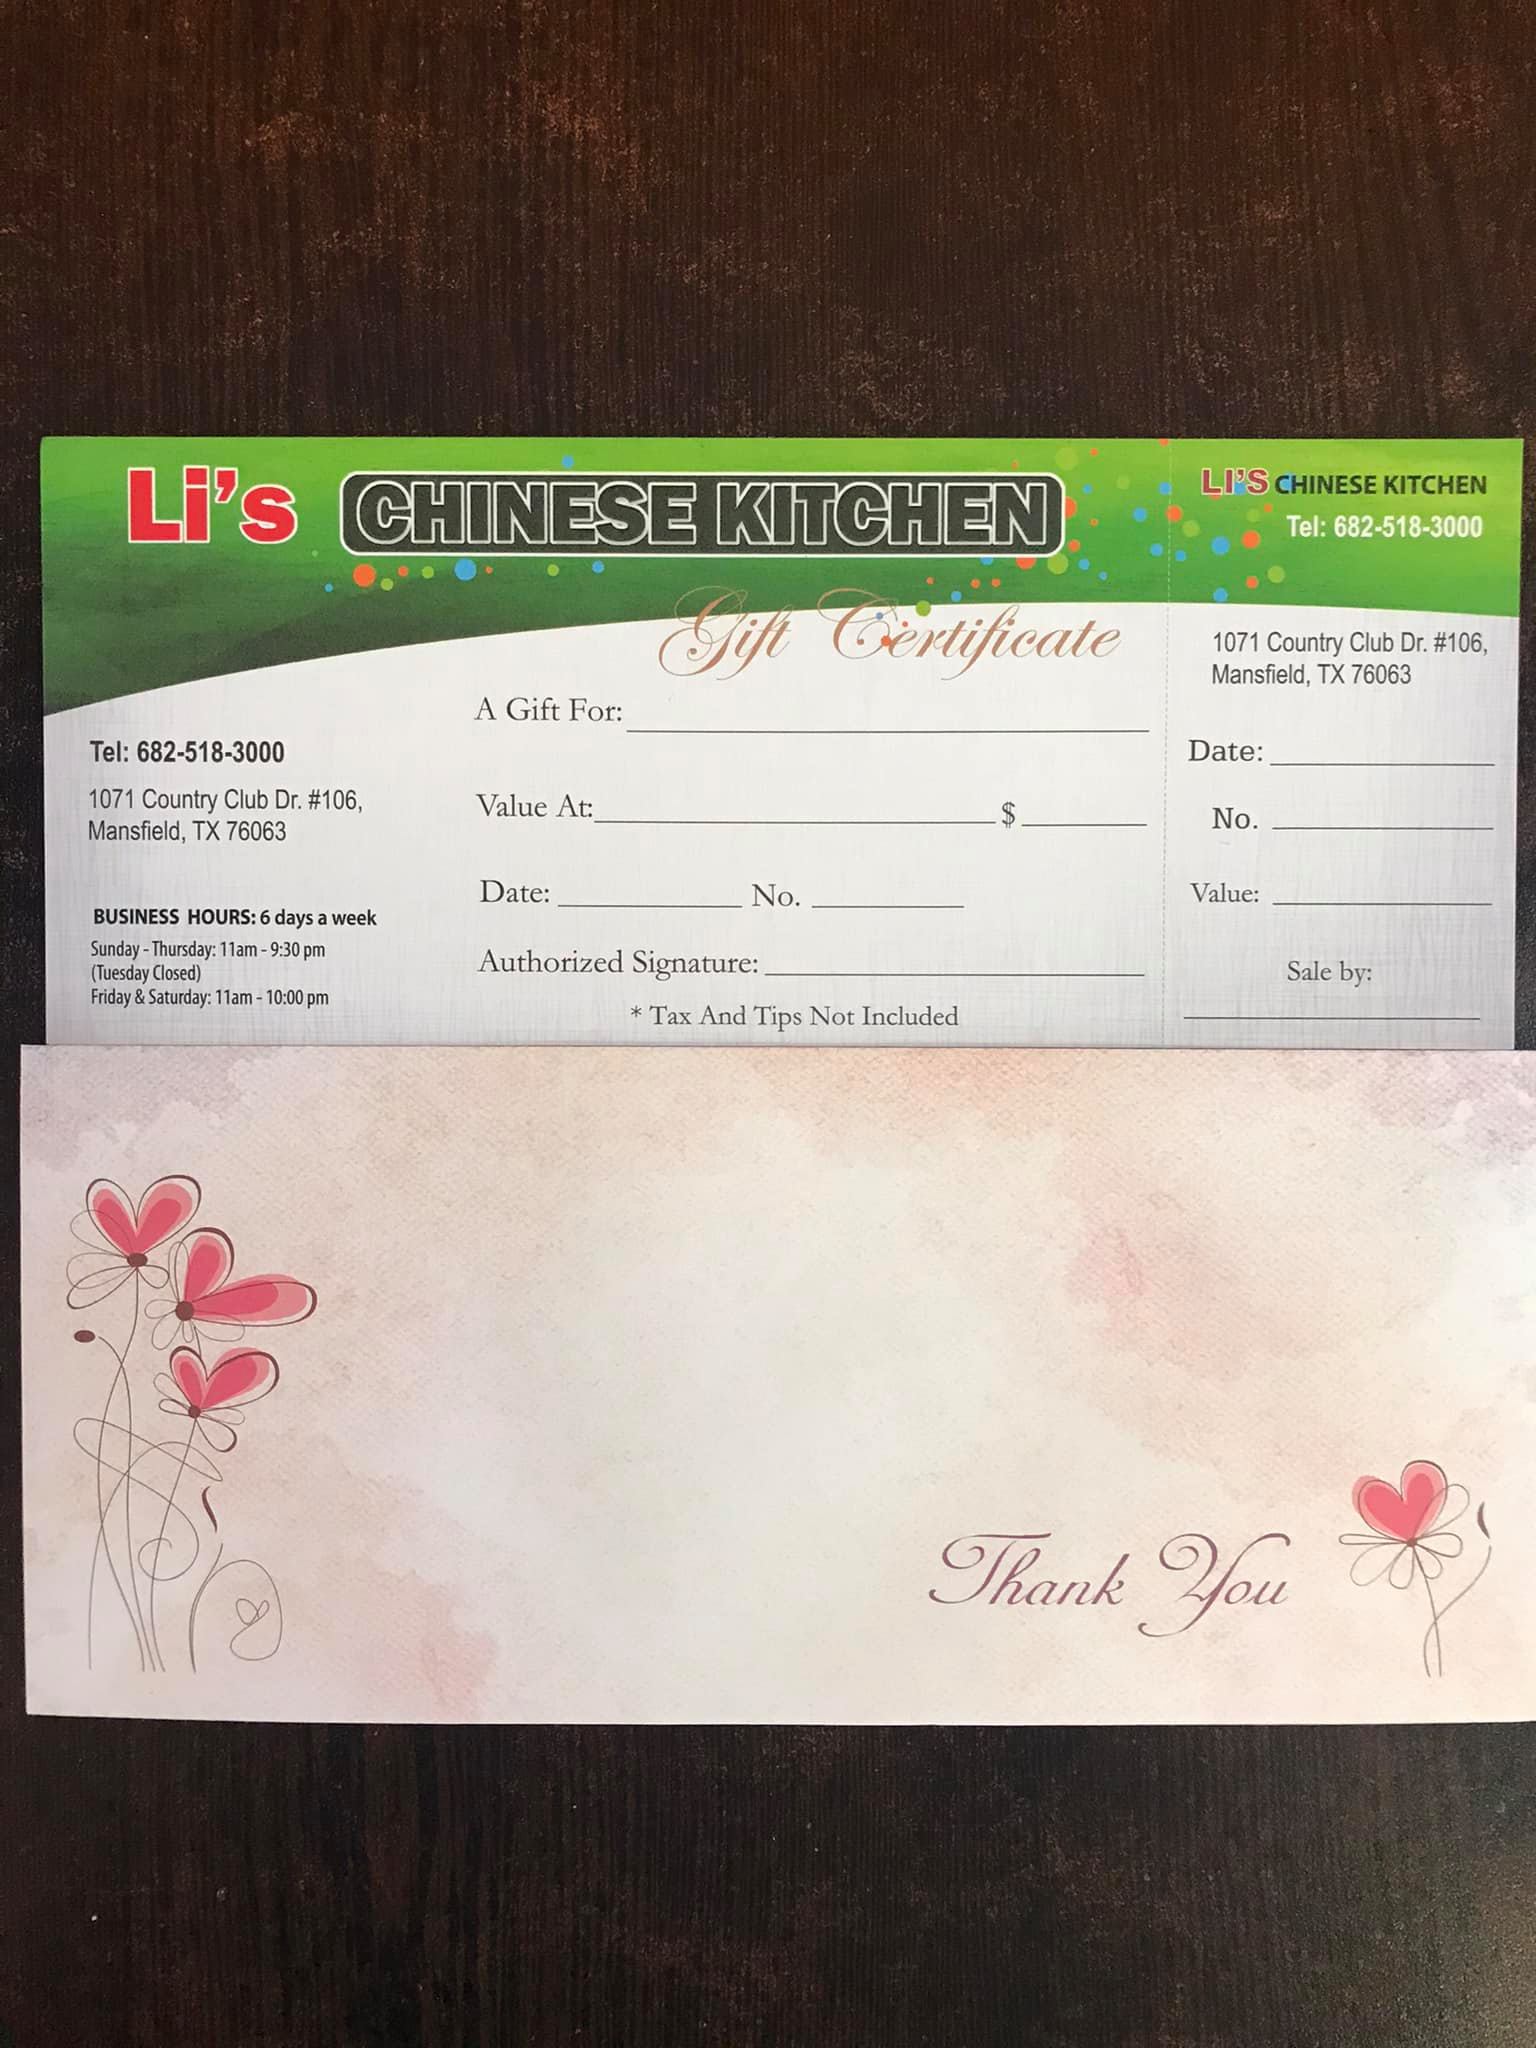 Li's CHINESE KITCHEN
Gift Certificate
Tel: 682-518-3000
1071 Country Club Dr. #106,
Mansfield, TX 76063
BUSINESS HOURS: 6 days a week
Sunday - Thursday: 11am - 9:30 pm
(Tuesday Closed)
Friday & Saturday: 11am - 10:00 pm
A Gift For:
Value At: $
Date: No.
Authorized Signature:
* Tax And Tips Not Included
LI'S CHINESE KITCHEN
Tel: 682-518-3000
1071 Country Club Dr. #106,
Mansfield, TX 76063
Date:
No.
Value:
Sale by:
Thank You